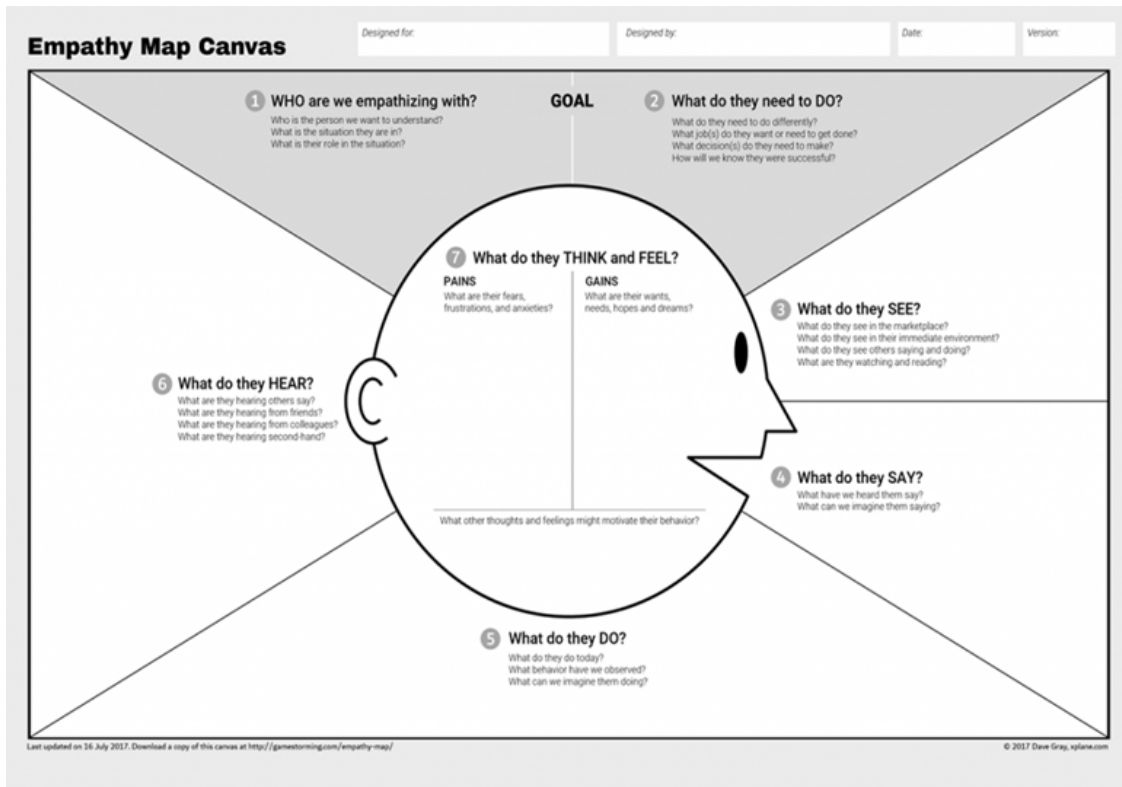 Empathy Map Canvas
Designed for:
Designed by:
Date:
Version:
1 WHO are we empathizing with?
Who is the person we want to understand?
What is the situation they are in?
What is their role in the situation?
GOAL
2 What do they need to DO?
What do they need to do differently?
What job(s) do they want or need to get done?
What decision(s) do they need to make?
How will we know they were successful?
7 What do they THINK and FEEL?
PAINS
What are their fears,
frustrations, and anxieties?
GAINS
What are their wants,
needs, hopes and dreams?
What other thoughts and feelings might motivate their behavior?
3 What do they SEE?
What do they see in the marketplace?
What do they see in their immediate environment?
What do they see others saying and doing?
What are they watching and reading?
4 What do they SAY?
What have we heard them say?
What can we imagine them saying?
5 What do they DO?
What do they do today?
What behavior have we observed?
What can we imagine them doing?
6 What do they HEAR?
What are they hearing others say?
What are they hearing from friends?
What are they hearing from colleagues?
What are they hearing second-hand?
Last updated on 16 July 2017. Download a copy of this canvas at http://gamestorming.com/empathy-map/
© 2017 Dave Gray, xplane.com